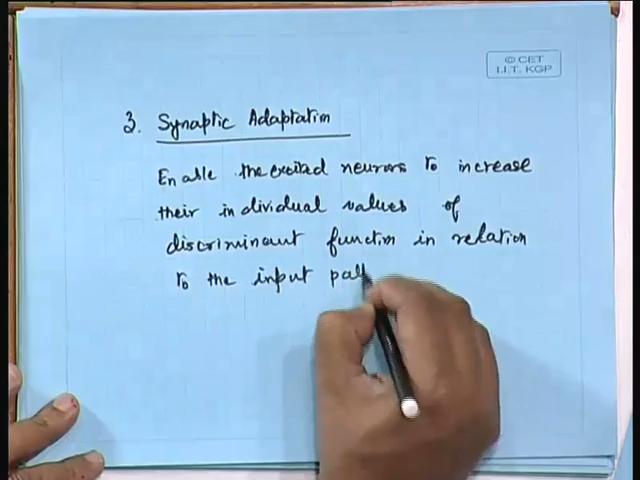 © CET
I.I.T. KGP
3. Synaptic Adaptation
Enable the excited neurons to increase
their individual values of
discriminant function in relation
to the input patt